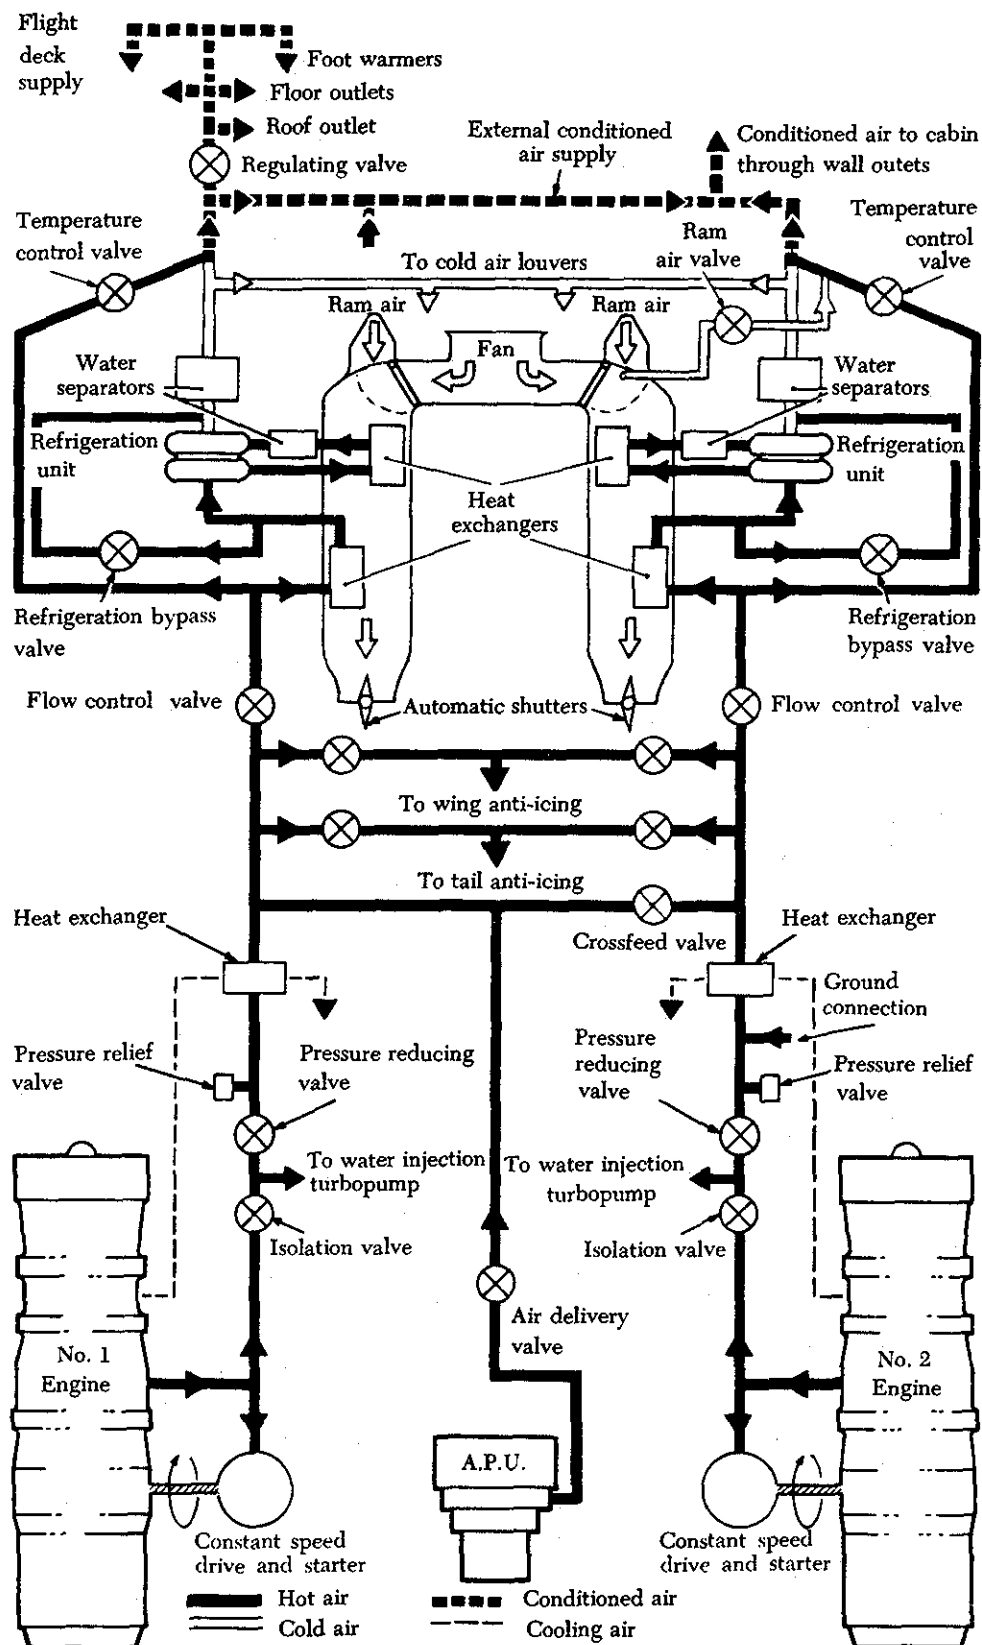 Flight
deck
supply
Foot warmers
Floor outlets
Roof outlet
Regulating valve
External conditioned
air supply
Conditioned air to cabin
through wall outets
Temperature
control valve
Temperature
control
valve
Ram
air valve
To cold air louvers
Ram air
Ram air
Fan
Water
separators
Water
separators
Refrigeration
unit
Refrigeration
unit
Heat
exchangers
Refrigeration bypass
valve
Refrigeration
bypass valve
Flow control valve
Automatic shutters
Flow control valve
To wing anti-icing
To tail anti-icing
Heat exchanger
Crossfeed valve
Heat exchanger
Ground
connection
Pressure relief
valve
Pressure reducing
valve
Pressure
reducing
valve
Pressure relief
valve
To water injection
turbopump
To water injection
turbopump
Isolation valve
Isolation valve
Air delivery
valve
No. 1
Engine
No. 2
Engine
A.P.U.
Constant speed
drive and starter
Constant speed
drive and starter
Hot air
Cold air
Conditioned air
Cooling air